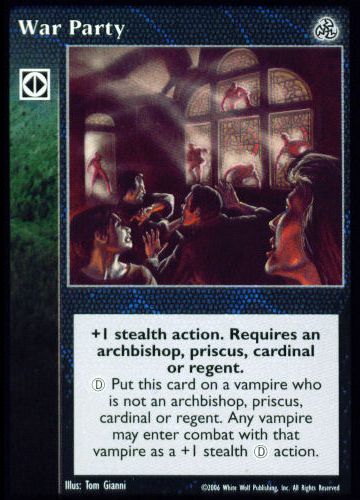 War Party
+1 stealth action. Requires an
archbishop, priscus, cardinal
or regent.
Ⓓ Put this card on a vampire who
is not an archbishop, priscus,
cardinal or regent. Any vampire
may enter combat with that
vampire as a +1 stealth Ⓓ action.
Illus: Tom Gianni
©2006 White Wolf Publishing, Inc. All Rights Reserved